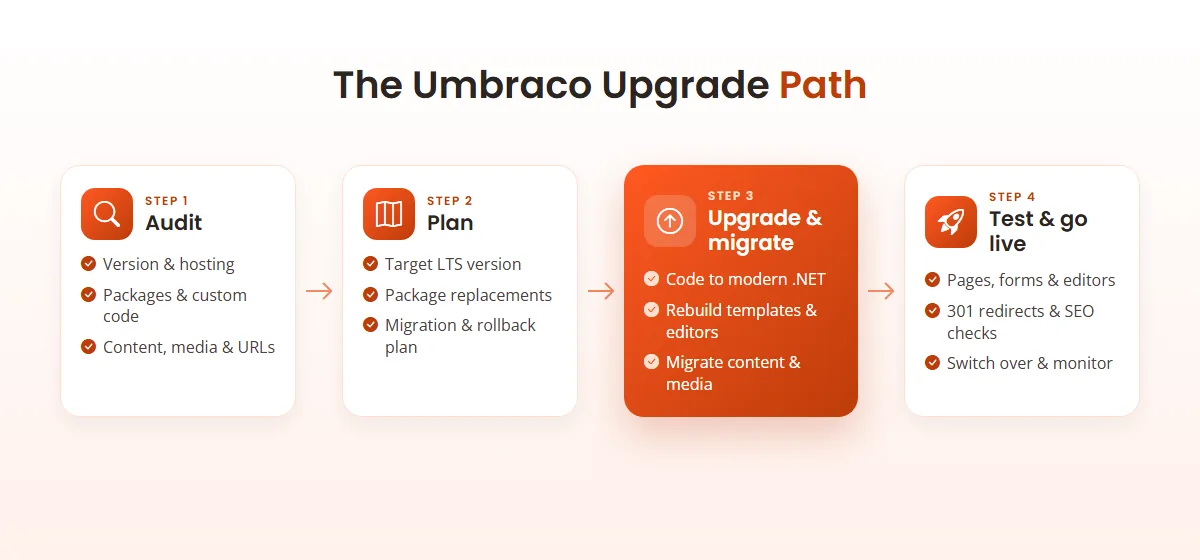 The Umbraco Upgrade Path
STEP 1
Audit
Version & hosting
Packages & custom
code
Content, media & URLs
STEP 2
Plan
Target LTS version
Package replacements
Migration & rollback
plan
STEP 3
Upgrade &
migrate
Code to modern .NET
Rebuild templates &
editors
Migrate content &
media
STEP 4
Test & go
live
Pages, forms & editors
301 redirects & SEO
checks
Switch over & monitor